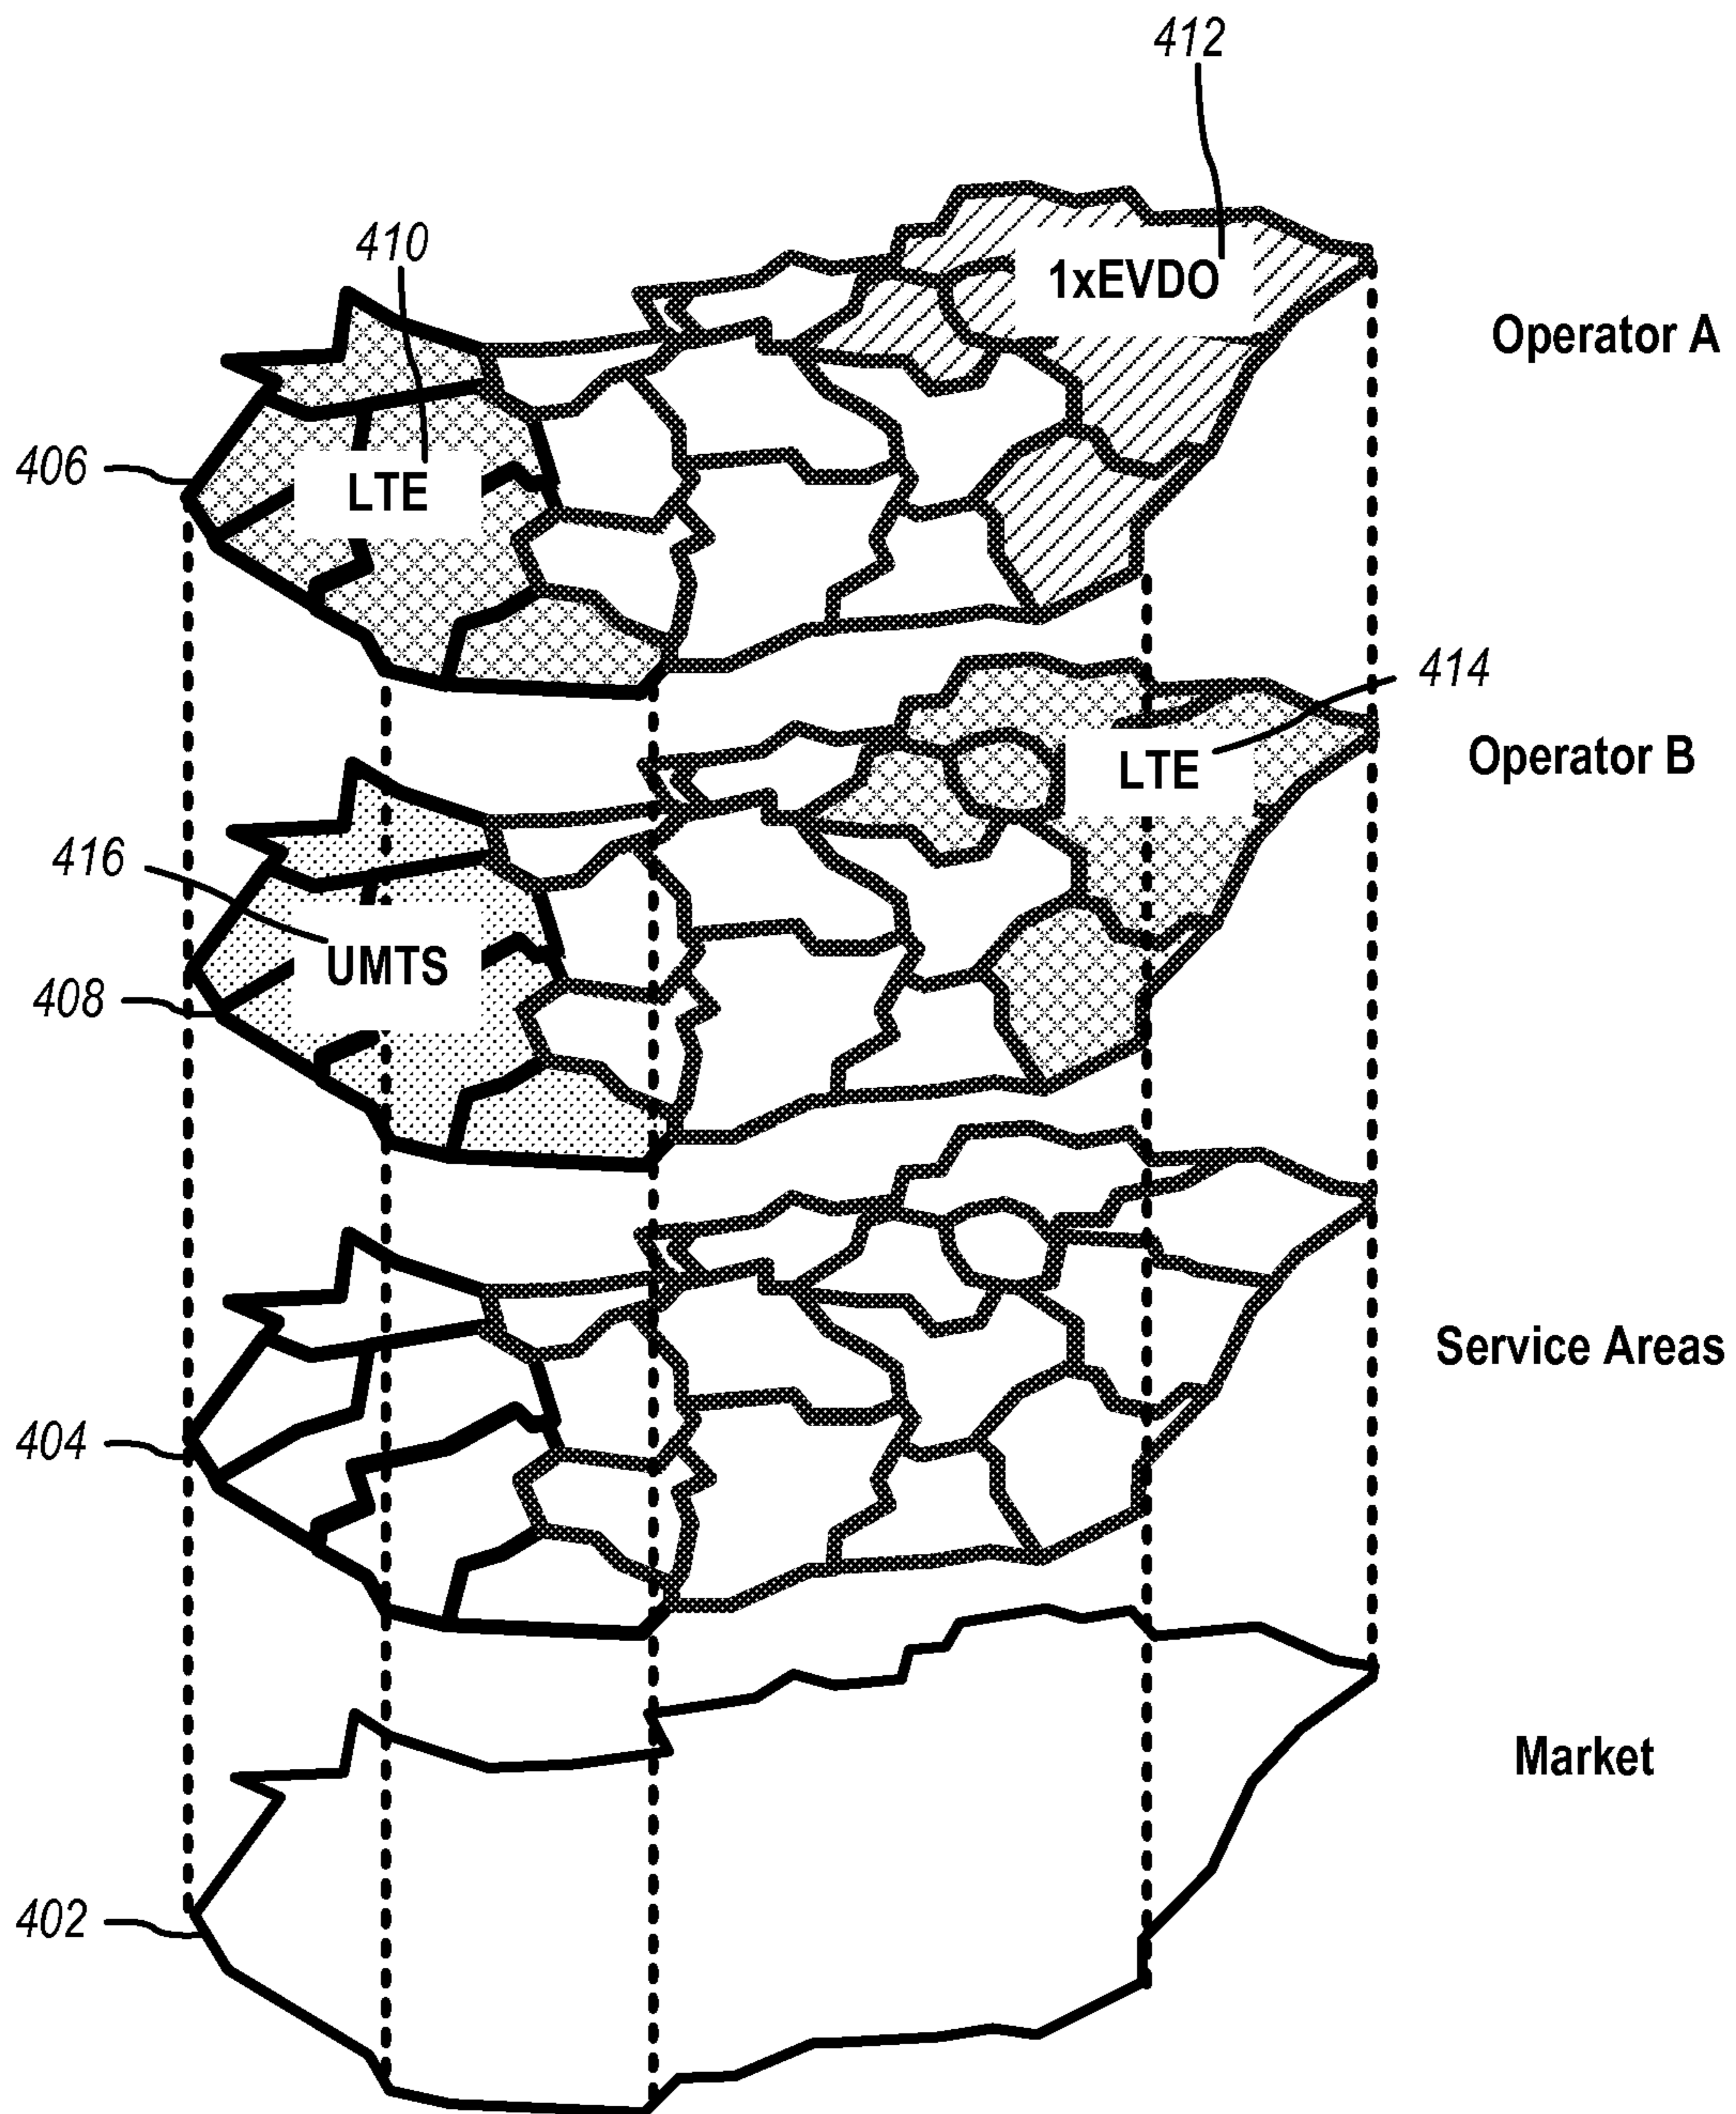 412
410
1xEVDO
Operator A
406
LTE
414
Operator B
LTE
416
UMTS
408
Service Areas
404
Market
402